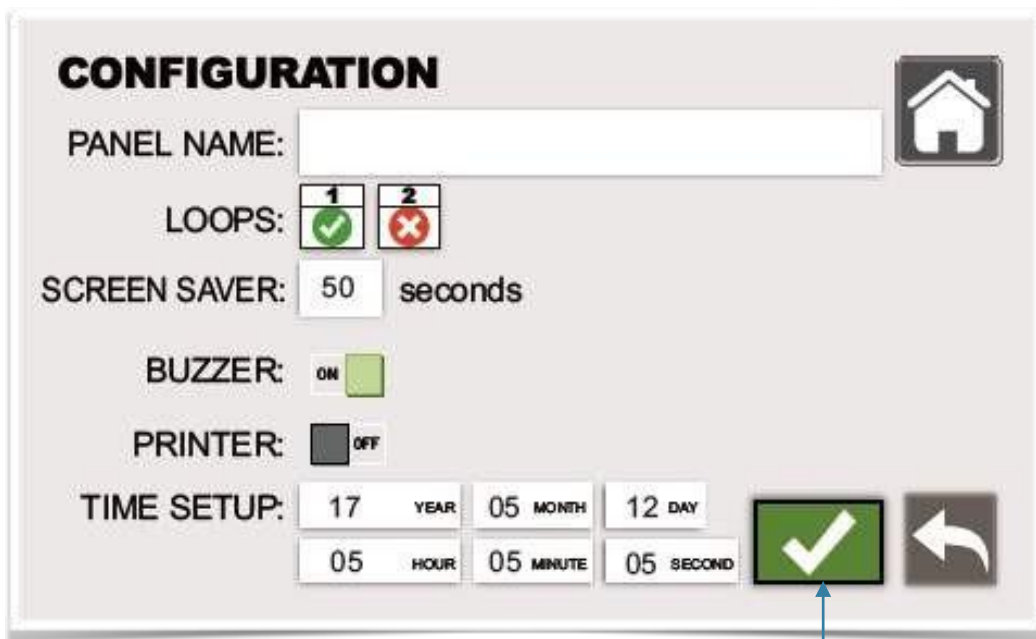 CONFIGURATION
PANEL NAME:
LOOPS: 1 2
SCREEN SAVER: 50 seconds
BUZZER: ON
PRINTER: OFF
TIME SETUP: 17 YEAR 05 MONTH 12 DAY
05 HOUR 05 MINUTE 05 SECOND